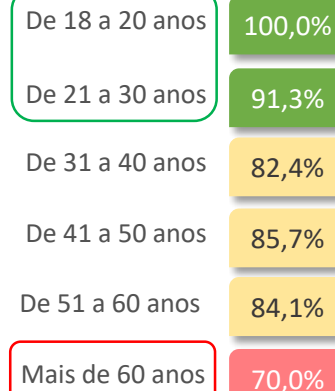 De 18 a 20 anos 100,0%
De 21 a 30 anos 91,3%
De 31 a 40 anos 82,4%
De 41 a 50 anos 85,7%
De 51 a 60 anos 84,1%
Mais de 60 anos 70,0%